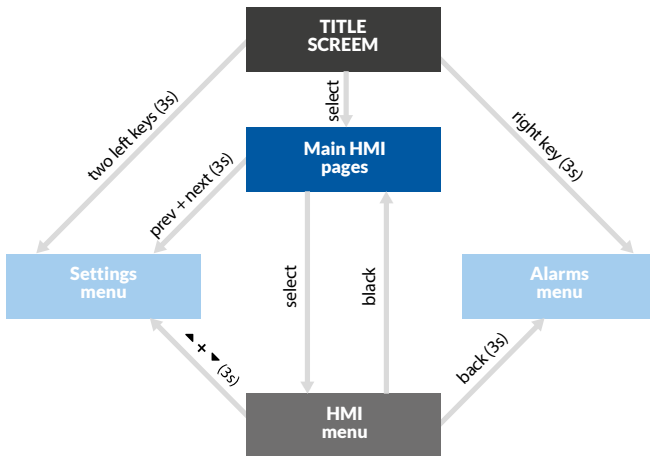 TITLE
SCREEM
select
two left keys (3s)
right key (3s)
Main HMI
pages
prev + next (3s)
Settings
menu
Alarms
menu
select
black
◥ + ◥ (3s)
back (3s)
HMI
menu